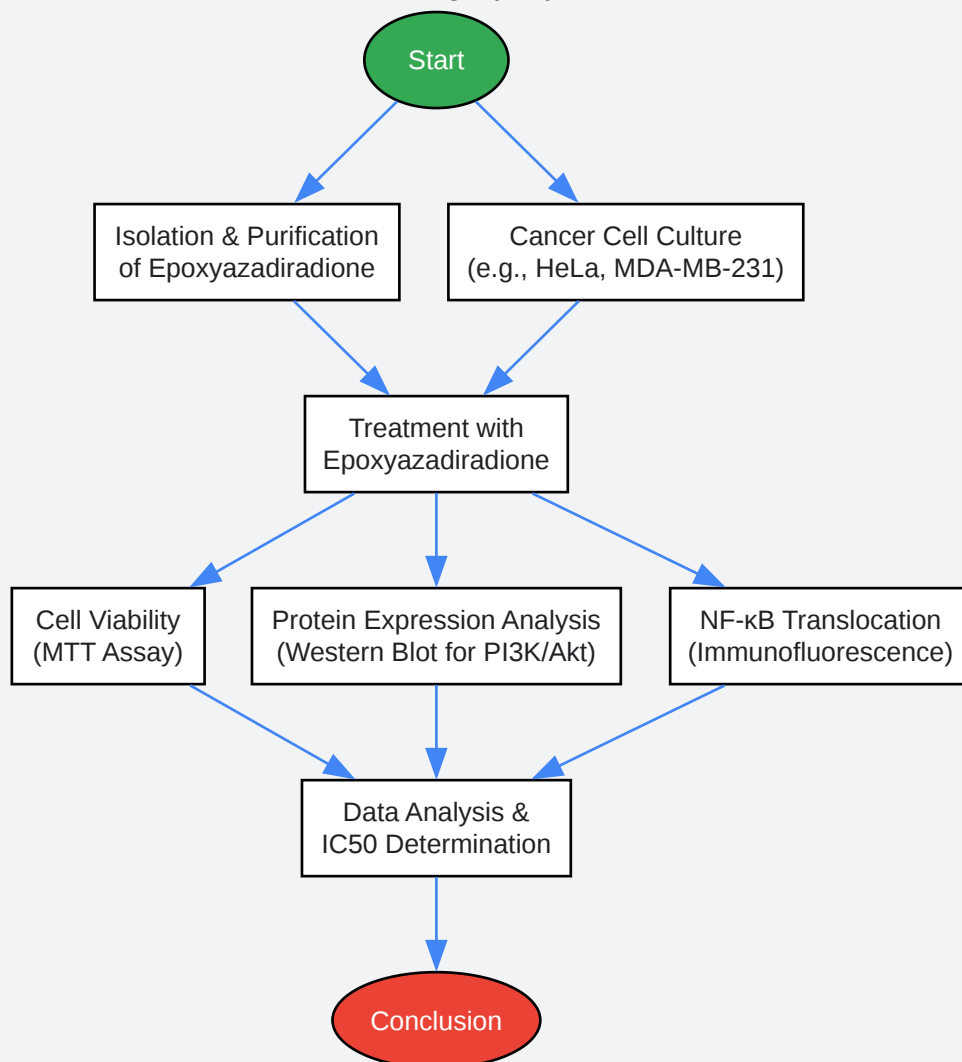 Start
Isolation & Purification
of Epoxyazadiradione
Cancer Cell Culture
(e.g., HeLa, MDA-MB-231)
Treatment with
Epoxyazadiradione
Cell Viability
(MTT Assay)
Protein Expression Analysis
(Western Blot for PI3K/Akt)
NF-κB Translocation
(Immunofluorescence)
Data Analysis &
IC50 Determination
Conclusion